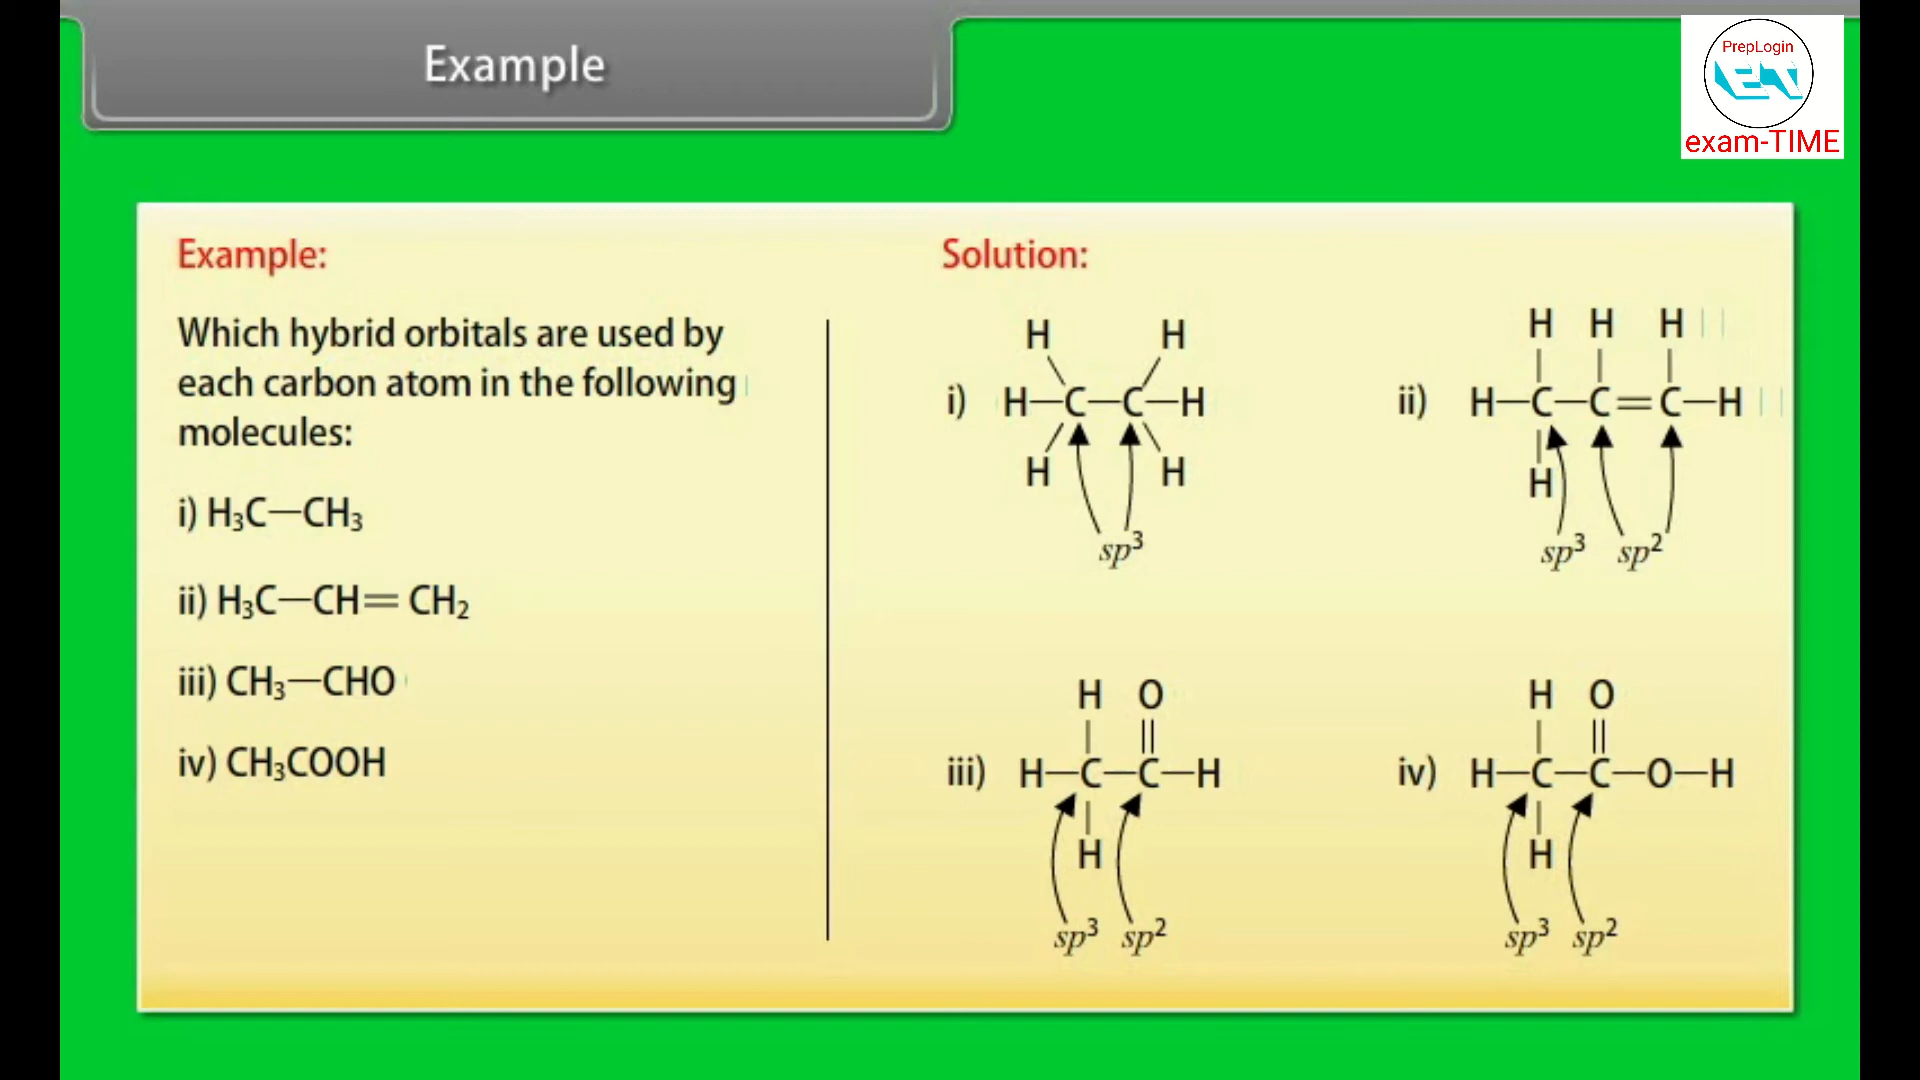 Example
PrepLogin
ET
exam-TIME
Example:
Which hybrid orbitals are used by
each carbon atom in the following
molecules:
i) H₃C—CH₃
ii) H₃C—CH=CH₂
iii) CH₃—CHO
iv) CH₃COOH
Solution:
H H
i) H—C—C—H
H H
sp³
H H H
ii) H—C—C=C—H
H
sp³ sp²
H O
iii) H—C—C—H
H
sp³ sp²
H O
iv) H—C—C—O—H
H
sp³ sp²